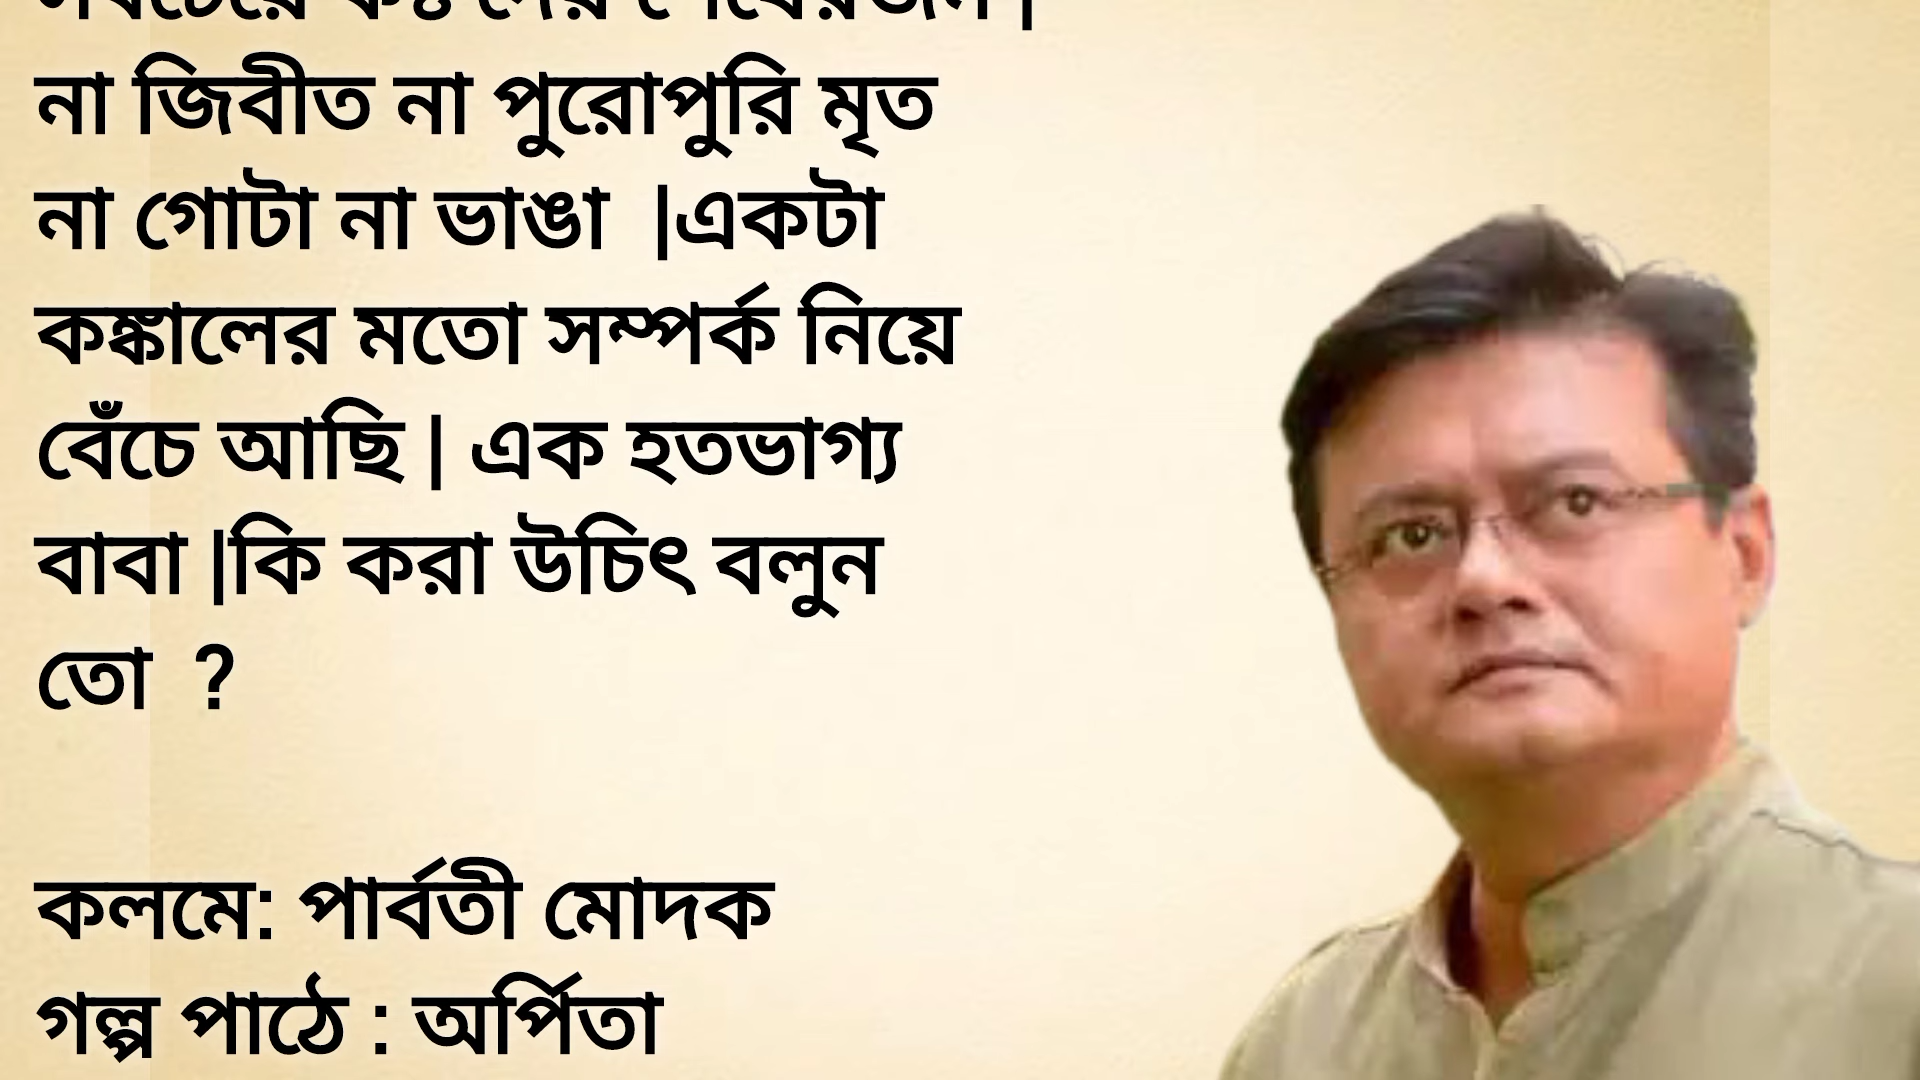 না জিবীত না পুরোপুরি মৃত
না গোটা না ভাঙা |একটা
কঙ্কালের মতো সম্পর্ক নিয়ে
বেঁচে আছি | এক হতভাগ্য
বাবা |কি করা উচিৎ বলুন
তো ?
কলমে: পার্বতী মোদক
গল্প পাঠে : অর্পিতা